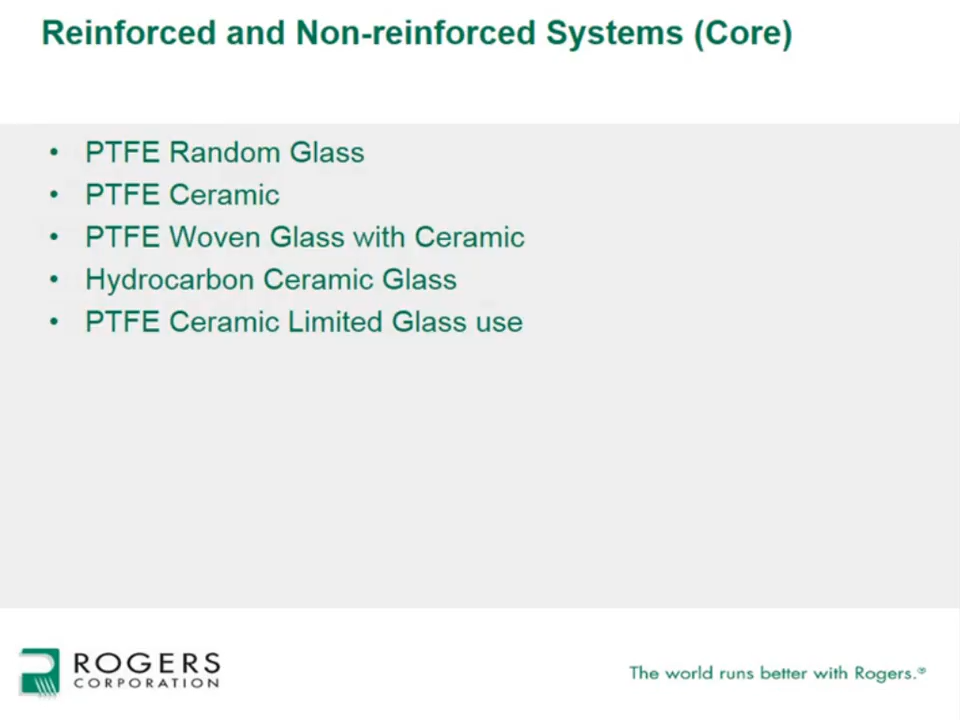 Reinforced and Non-reinforced Systems (Core)
• PTFE Random Glass
• PTFE Ceramic
• PTFE Woven Glass with Ceramic
• Hydrocarbon Ceramic Glass
• PTFE Ceramic Limited Glass use
ROGERS
CORPORATION
The world runs better with Rogers.®